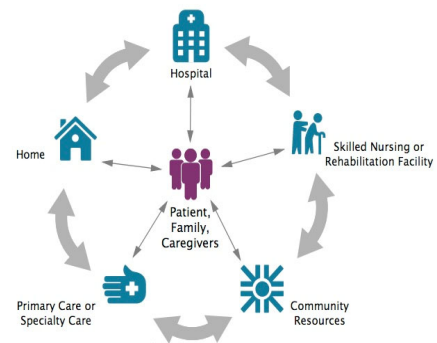 Hospital
Home
Skilled Nursing or
Rehabilitation Facility
Patient,
Family,
Caregivers
Primary Care or
Specialty Care
Community
Resources